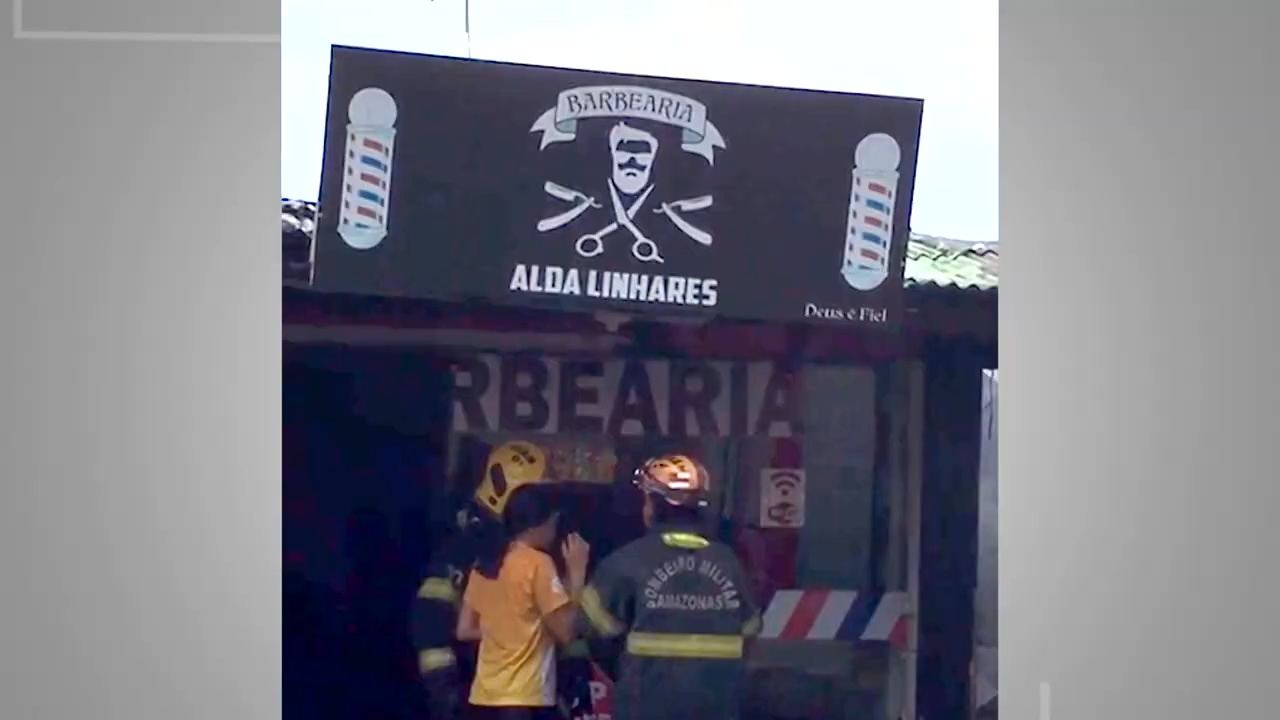 BARBEARIA
ALDA LINHARES
Deus é Fiel
RBEARIA
BOMBEIRO MILITAR
AMAZONAS